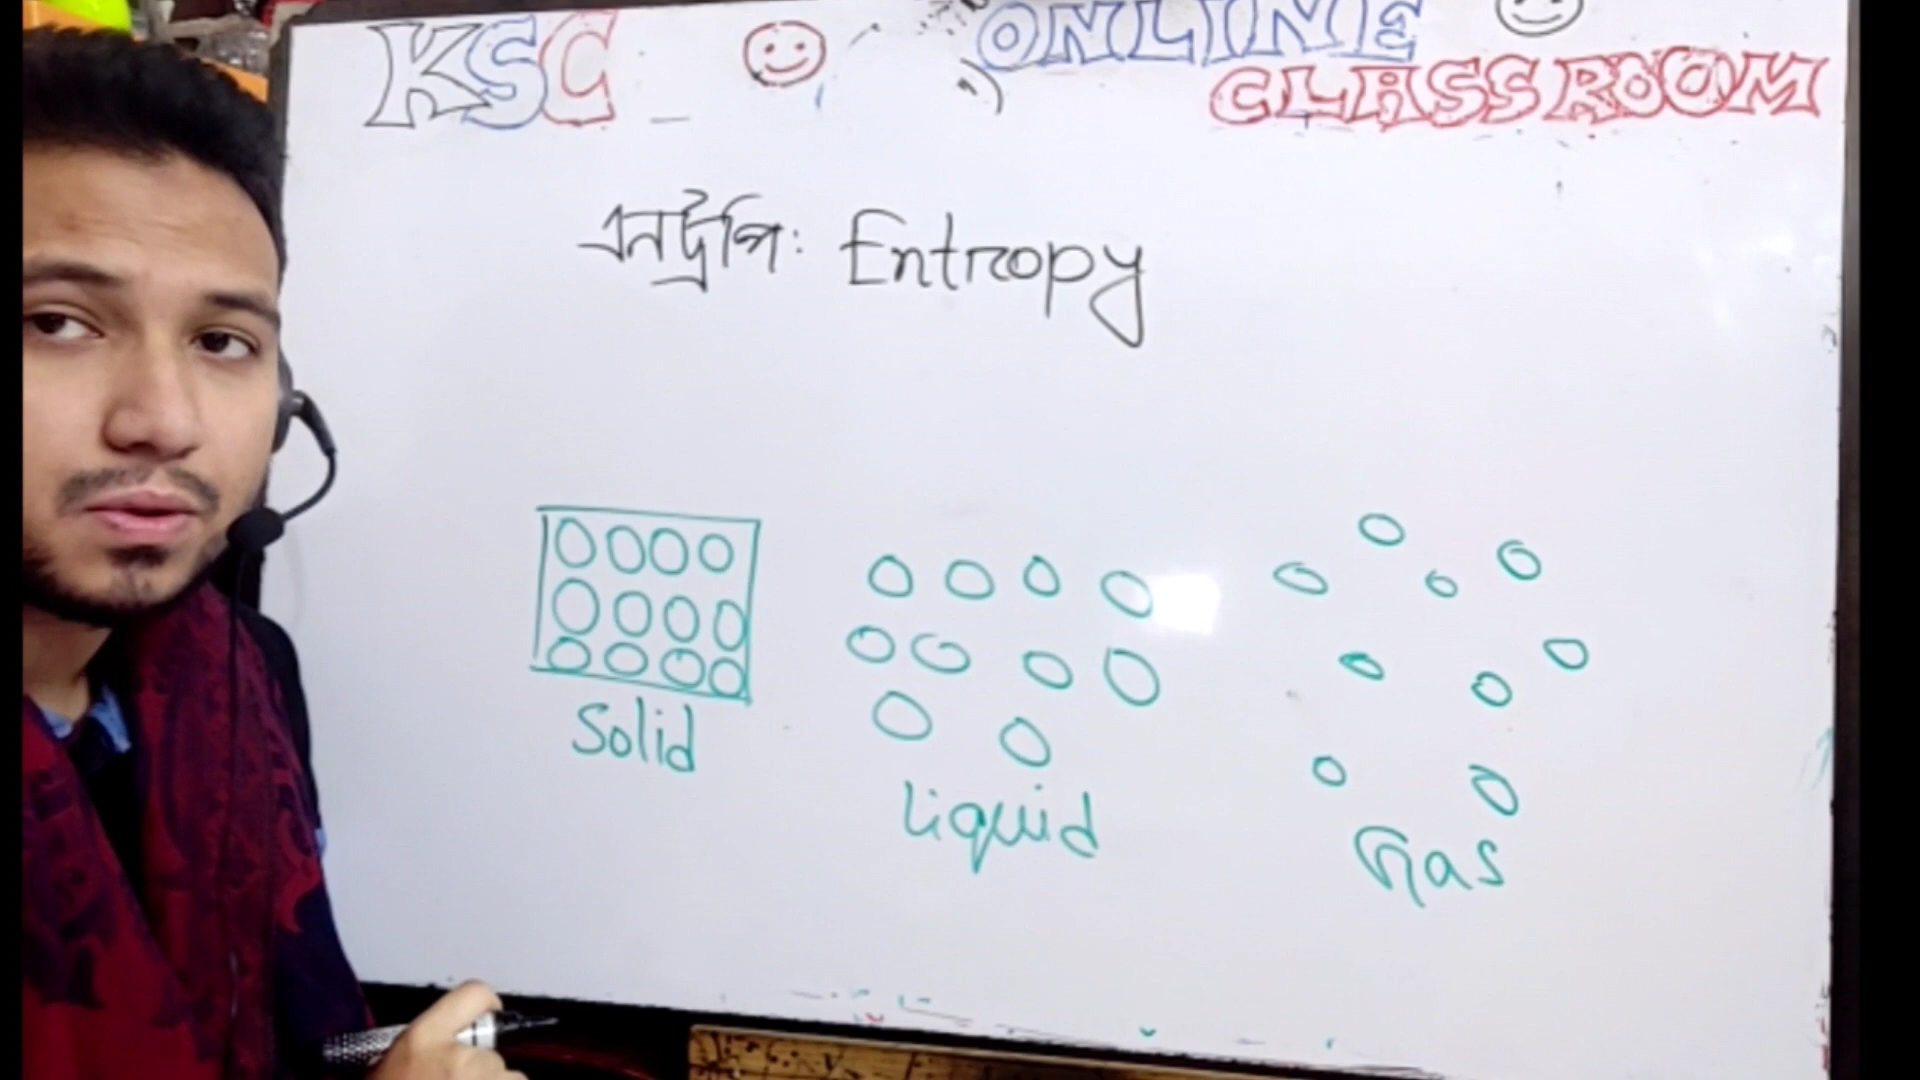 KSC ONLINE
CLASSROOM
এনট্রপি: Entropy
Solid
Liquid
Gas